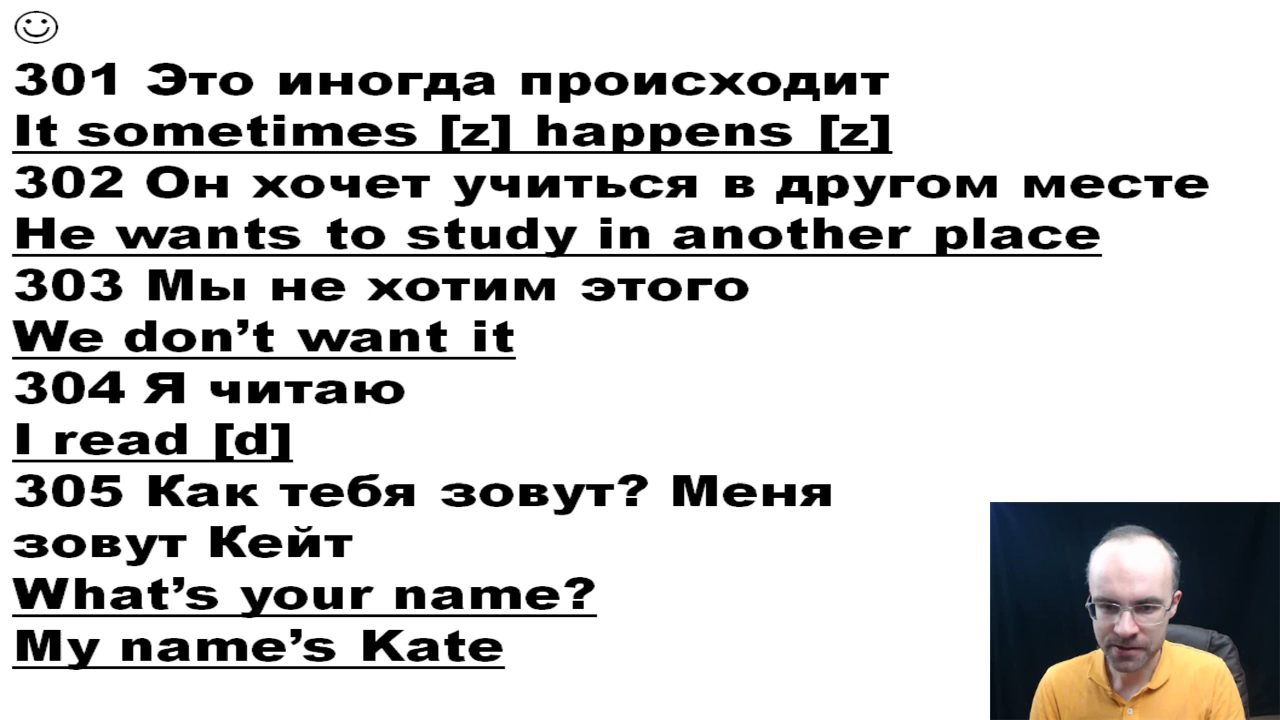 301 Это иногда происходит
It sometimes [z] happens [z]
302 Он хочет учиться в другом месте
He wants to study in another place
303 Мы не хотим этого
We don’t want it
304 Я читаю
I read [d]
305 Как тебя зовут? Меня
зовут Кейт
What’s your name?
My name’s Kate